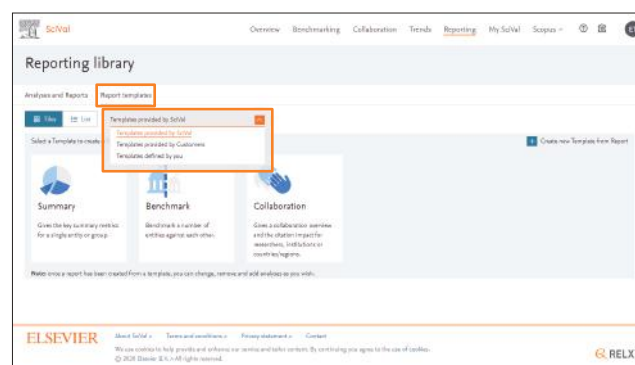 SciVal
Overview Benchmarking Collaboration Trends Reporting My SciVal Scopus
Reporting library
Analyses and Reports Report templates
Tiles List Templates provided by SciVal
Templates provided by SciVal
Select a Template to create a Create new Template from Report
Templates provided by Customers
Templates defined by you
Summary Benchmark Collaboration
Gives the key summary metrics Benchmark a number of Gives a collaboration overview
for a single entity or group. entities against each other. and the citation impact for
researchers, institutions or
countries/regions.
Note: once a report has been created from a template, you can change, remove and add analyses as you wish.
ELSEVIER About SciVal Terms and conditions Privacy statement Contact
We use cookies to help provide and enhance our service and tailor content. By continuing you agree to the use of cookies.
© 2020 Elsevier B.V. All rights reserved.
RELX